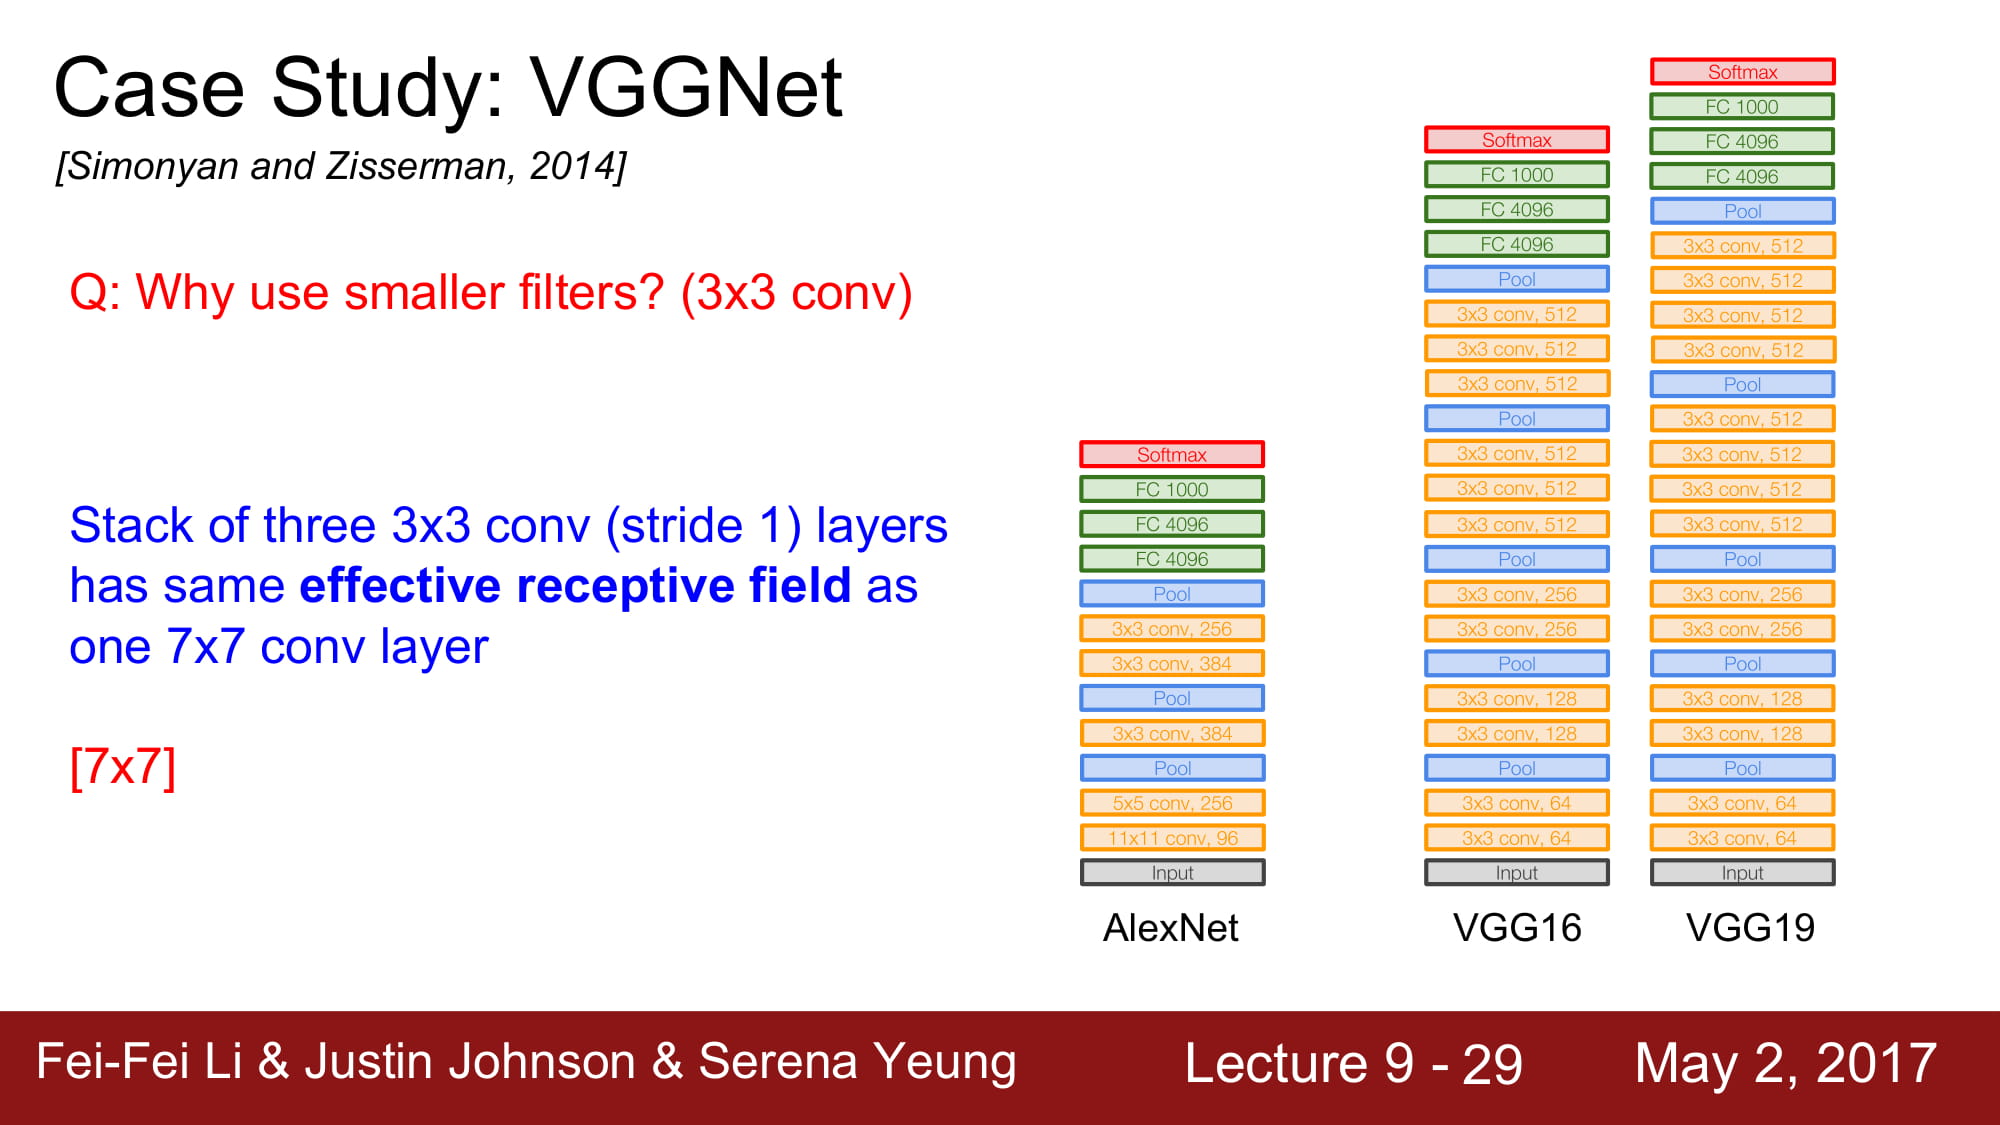 Case Study: VGGNet
[Simonyan and Zisserman, 2014]
Q: Why use smaller filters? (3x3 conv)
Stack of three 3x3 conv (stride 1) layers
has same effective receptive field as
one 7x7 conv layer
[7x7]
Softmax
FC 1000
FC 4096
FC 4096
Pool
3x3 conv, 256
3x3 conv, 384
Pool
3x3 conv, 384
Pool
5x5 conv, 256
11x11 conv, 96
Input
AlexNet
Softmax
FC 1000
FC 4096
FC 4096
Pool
3x3 conv, 512
3x3 conv, 512
3x3 conv, 512
Pool
3x3 conv, 512
3x3 conv, 512
3x3 conv, 512
Pool
3x3 conv, 256
3x3 conv, 256
Pool
3x3 conv, 128
3x3 conv, 128
Pool
3x3 conv, 64
3x3 conv, 64
Input
VGG16
Softmax
FC 1000
FC 4096
FC 4096
Pool
3x3 conv, 512
3x3 conv, 512
3x3 conv, 512
3x3 conv, 512
Pool
3x3 conv, 512
3x3 conv, 512
3x3 conv, 512
3x3 conv, 512
Pool
3x3 conv, 256
3x3 conv, 256
Pool
3x3 conv, 128
3x3 conv, 128
Pool
3x3 conv, 64
3x3 conv, 64
Input
VGG19
Fei-Fei Li & Justin Johnson & Serena Yeung
Lecture 9 - 29
May 2, 2017